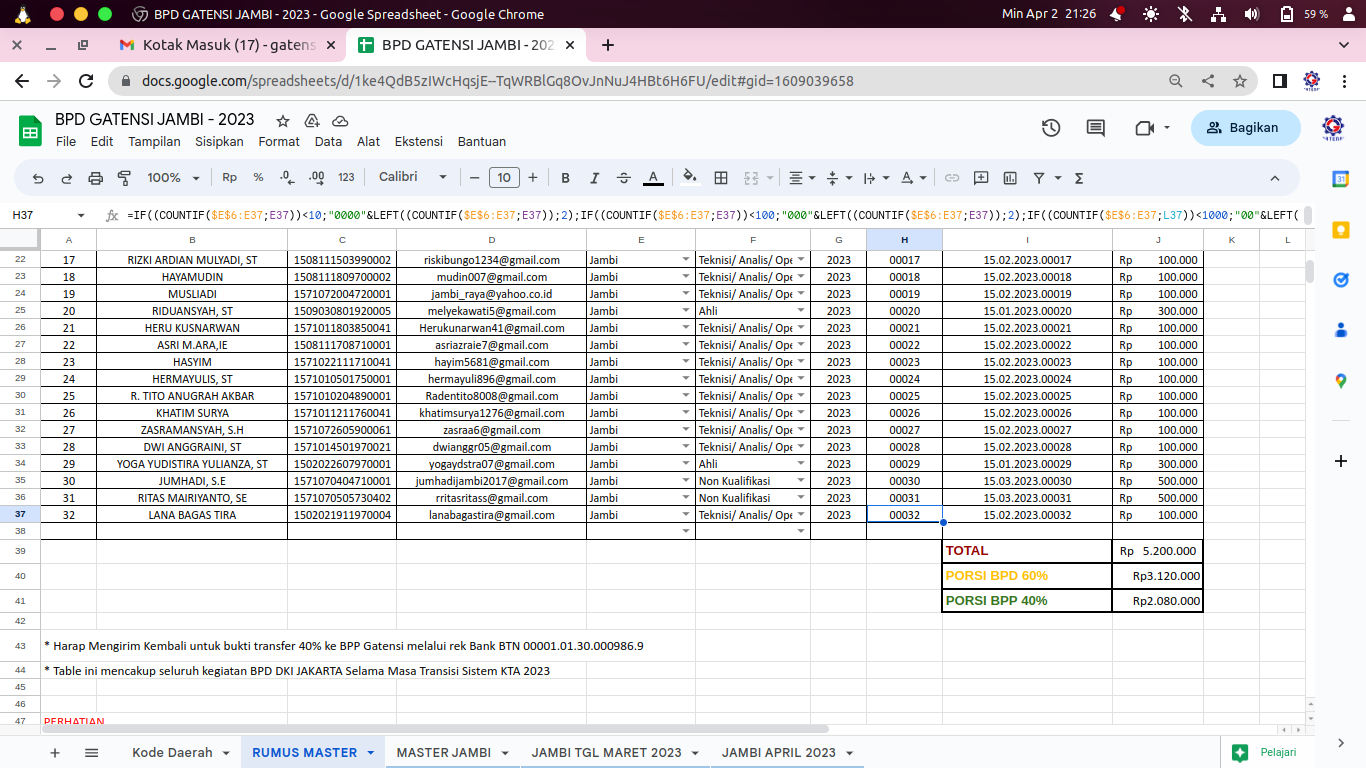 BPD GATENSI JAMBI - 2023 - Google Spreadsheet - Google Chrome Min Apr 2 21:26 59 %
Kotak Masuk (17) - gatens BPD GATENSI JAMBI - 202
docs.google.com/spreadsheets/d/1ke4QdB5zIWcHqsjE--TqWRBlGq8OvJnNuJ4HBt6H6FU/edit#gid=1609039658
BPD GATENSI JAMBI - 2023
File Edit Tampilan Sisipkan Format Data Alat Ekstensi Bantuan
Bagikan
100% Rp % .0 .00 123 Calibri 10 B I S A
H37 fx =IF((COUNTIF($E$6:E37;E37))<10;"0000"&LEFT((COUNTIF($E$6:E37;E37));2);IF((COUNTIF($E$6:E37;E37))<100;"000"&LEFT((COUNTIF($E$6:E37;E37));2);IF((COUNTIF($E$6:E37;L37))<1000;"00"&LEFT(
A B C D E F G H I J K L
22 17 RIZKI ARDIAN MULYADI, ST 1508111503990002 riskibungo1234@gmail.com Jambi Teknisi/ Analis/ Ope 2023 00017 15.02.2023.00017 Rp 100.000
23 18 HAYAMUDIN 1508111809700002 mudin007@gmail.com Jambi Teknisi/ Analis/ Ope 2023 00018 15.02.2023.00018 Rp 100.000
24 19 MUSLIADI 1571072004720001 jambi_raya@yahoo.co.id Jambi Teknisi/ Analis/ Ope 2023 00019 15.02.2023.00019 Rp 100.000
25 20 RIDUANSYAH, ST 1509030801920005 melyekawati5@gmail.com Jambi Ahli 2023 00020 15.01.2023.00020 Rp 300.000
26 21 HERU KUSNARWAN 1571011803850041 Herukunarwan41@gmail.com Jambi Teknisi/ Analis/ Ope 2023 00021 15.02.2023.00021 Rp 100.000
27 22 ASRI M.ARA,IE 1508111708710001 asriazraie7@gmail.com Jambi Teknisi/ Analis/ Ope 2023 00022 15.02.2023.00022 Rp 100.000
28 23 HASYIM 1571022111710041 hayim5681@gmail.com Jambi Teknisi/ Analis/ Ope 2023 00023 15.02.2023.00023 Rp 100.000
29 24 HERMAYULIS, ST 1571010501750001 hermayuli896@gmail.com Jambi Teknisi/ Analis/ Ope 2023 00024 15.02.2023.00024 Rp 100.000
30 25 R. TITO ANUGRAH AKBAR 1571010204890001 Radentito8008@gmail.com Jambi Teknisi/ Analis/ Ope 2023 00025 15.02.2023.00025 Rp 100.000
31 26 KHATIM SURYA 1571011211760041 khatimsurya1276@gmail.com Jambi Teknisi/ Analis/ Ope 2023 00026 15.02.2023.00026 Rp 100.000
32 27 ZASRAMANSYAH, S.H 1571072605900061 zasraa6@gmail.com Jambi Teknisi/ Analis/ Ope 2023 00027 15.02.2023.00027 Rp 100.000
33 28 DWI ANGGRAINI, ST 1571014501970021 dwianggr05@gmail.com Jambi Teknisi/ Analis/ Ope 2023 00028 15.02.2023.00028 Rp 100.000
34 29 YOGA YUDISTIRA YULIANZA, ST 1502022607970001 yogaydstra07@gmail.com Jambi Ahli 2023 00029 15.01.2023.00029 Rp 300.000
35 30 JUMHADI, S.E 1571070404710001 jumhadijambi2017@gmail.com Jambi Non Kualifikasi 2023 00030 15.03.2023.00030 Rp 500.000
36 31 RITAS MAIRIYANTO, SE 1571070505730402 rritasritass@gmail.com Jambi Non Kualifikasi 2023 00031 15.03.2023.00031 Rp 500.000
37 32 LANA BAGAS TIRA 1502021911970004 lanabagastira@gmail.com Jambi Teknisi/ Analis/ Ope 2023 00032 15.02.2023.00032 Rp 100.000
38
39 TOTAL Rp 5.200.000
40 PORSI BPD 60% Rp3.120.000
41 PORSI BPP 40% Rp2.080.000
42
43 * Harap Mengirim Kembali untuk bukti transfer 40% ke BPP Gatensi melalui rek Bank BTN 00001.01.30.000986.9
44 * Table ini mencakup seluruh kegiatan BPD DKI JAKARTA Selama Masa Transisi Sistem KTA 2023
45
46
47 PERHATIAN
Kode Daerah RUMUS MASTER MASTER JAMBI JAMBI TGL MARET 2023 JAMBI APRIL 2023 Pelajari